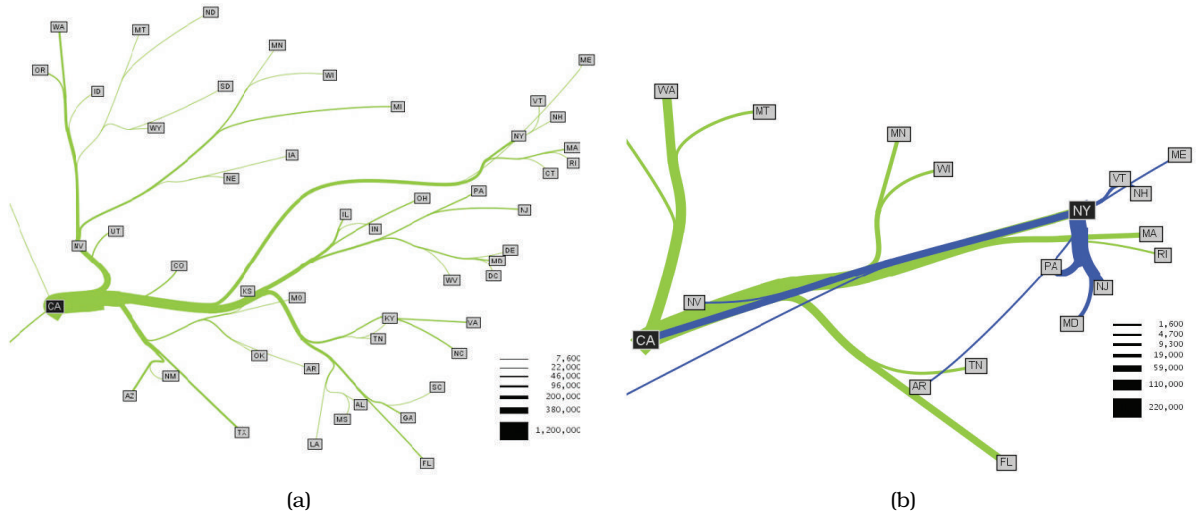 WA
MT
ND
OR
MN
ID
SD
WI
ME
MI
VT
NH
WY
NY
MA
RI
IA
CT
NE
PA
OH
NJ
IL
IN
NV
UT
DE
MD
WV
DC
CO
KS
MO
CA
KY
VA
TN
NC
OK
AR
NM
AZ
SC
AL
GA
MS
TX
LA
FL
7,600
22,000
46,000
96,000
200,000
380,000
1,200,000
(a)
WA
MT
MN
WI
ME
VT
NH
NY
MA
RI
PA
NJ
NV
MD
CA
TN
AR
FL
1,600
4,700
9,300
19,000
59,000
110,000
220,000
(b)